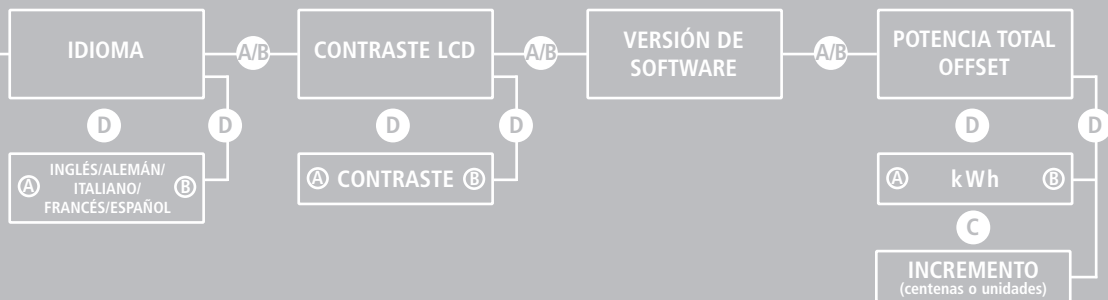 IDIOMA
A/B
CONTRASTE LCD
A/B
VERSIÓN DE
SOFTWARE
A/B
POTENCIA TOTAL
OFFSET
D
D
D
D
D
D
A
INGLÉS/ALEMÁN/
ITALIANO/
FRANCÉS/ESPAÑOL
B
A CONTRASTE B
A kWh B
C
INCREMENTO
(centenas o unidades)